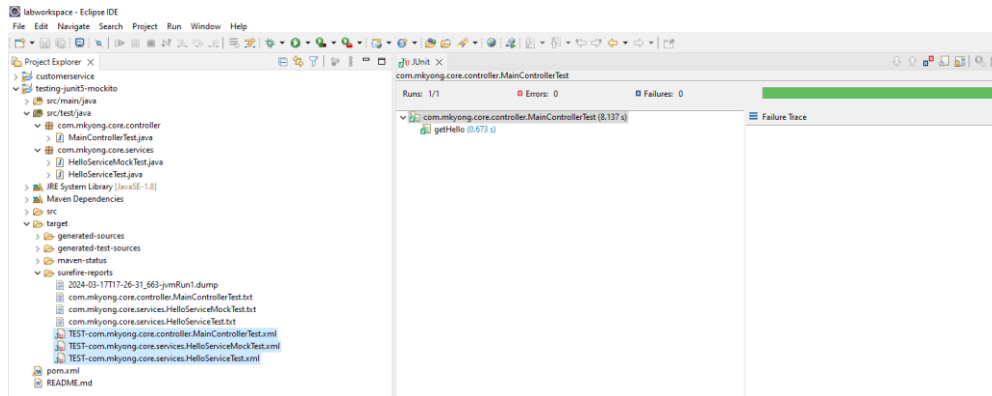 labworkspace - Eclipse IDE
File Edit Navigate Search Project Run Window Help
Project Explorer
customerservice
testing-junit5-mockito
src/main/java
src/test/java
com.mkyong.core.controller
MainControllerTest.java
com.mkyong.core.services
HelloServiceMockTest.java
HelloServiceTest.java
JRE System Library [JavaSE-1.8]
Maven Dependencies
src
target
generated-sources
generated-test-sources
maven-status
surefire-reports
2024-03-17T17-26-31_663-jvmRun1.dump
com.mkyong.core.controller.MainControllerTest.txt
com.mkyong.core.services.HelloServiceMockTest.txt
com.mkyong.core.services.HelloServiceTest.txt
TEST-com.mkyong.core.controller.MainControllerTest.xml
TEST-com.mkyong.core.services.HelloServiceMockTest.xml
TEST-com.mkyong.core.services.HelloServiceTest.xml
pom.xml
README.md
JUnit
com.mkyong.core.controller.MainControllerTest
Runs: 1/1 Errors: 0 Failures: 0
com.mkyong.core.controller.MainControllerTest (8.137 s)
getHello (0.673 s)
Failure Trace